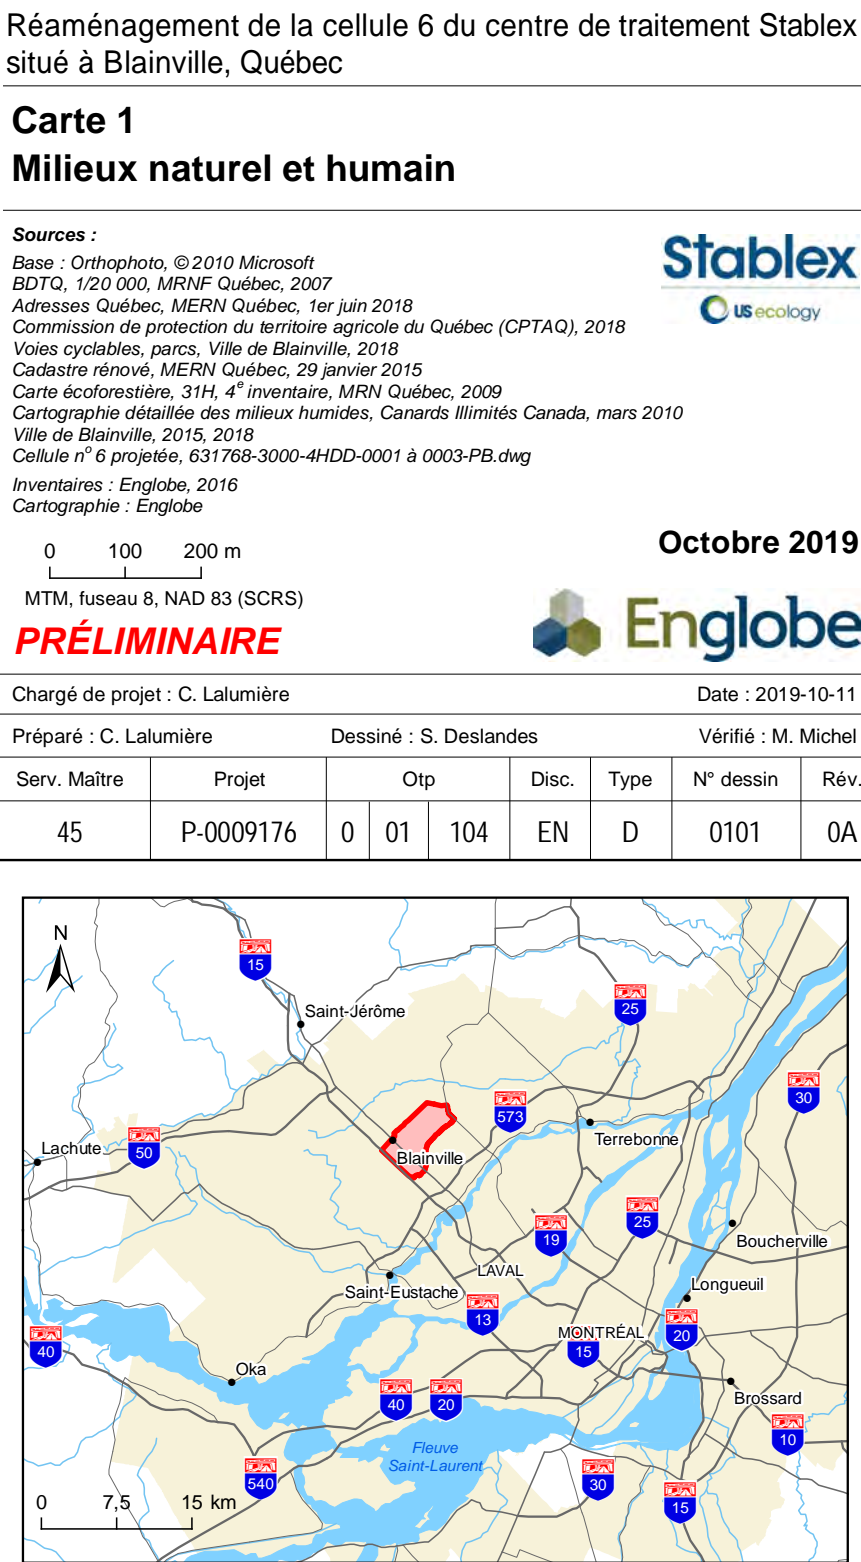 Réaménagement de la cellule 6 du centre de traitement Stablex
situé à Blainville, Québec
Carte 1
Milieux naturel et humain
Sources :
Base : Orthophoto, © 2010 Microsoft
BDTQ, 1/20 000, MRNF Québec, 2007
Adresses Québec, MERN Québec, 1er juin 2018
Commission de protection du territoire agricole du Québec (CPTAQ), 2018
Voies cyclables, parcs, Ville de Blainville, 2018
Cadastre rénové, MERN Québec, 29 janvier 2015
Carte écoforestière, 31H, 4e inventaire, MRN Québec, 2009
Cartographie détaillée des milieux humides, Canards Illimités Canada, mars 2010
Ville de Blainville, 2015, 2018
Cellule no 6 projetée, 631768-3000-4HDD-0001 à 0003-PB.dwg
Inventaires : Englobe, 2016
Cartographie : Englobe
Stablex
US ecology
0 100 200 m
MTM, fuseau 8, NAD 83 (SCRS)
PRÉLIMINAIRE
Octobre 2019
Englobe
Chargé de projet : C. Lalumière Date : 2019-10-11
Préparé : C. Lalumière Dessiné : S. Deslandes Vérifié : M. Michel
Serv. Maître Projet Otp Disc. Type N° dessin Rév.
45 P-0009176 0 01 104 EN D 0101 0A
N
15
Saint-Jérôme
25
30
573
Terrebonne
Lachute
50
Blainville
25
19
Boucherville
LAVAL
Saint-Eustache
Longueuil
13
MONTRÉAL
20
40
15
Oka
Brossard
40
20
10
Fleuve
Saint-Laurent
540
30
15
0 7,5 15 km